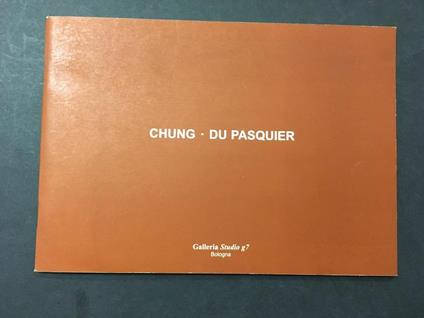 CHUNG · DU PASQUIER
Galleria Studio g7
Bologna